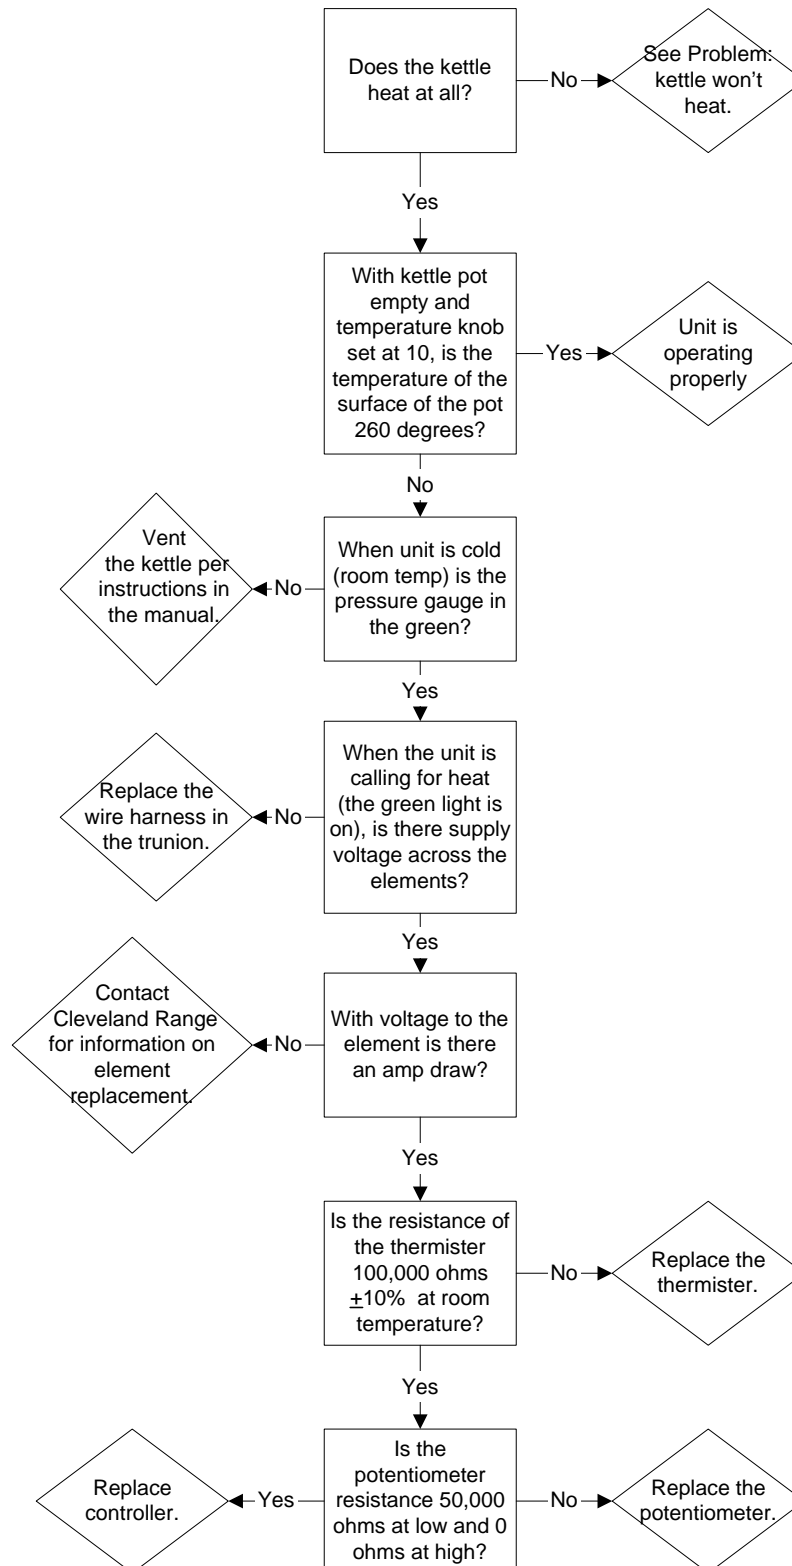 Does the kettle
heat at all?
No
See Problem:
kettle won't
heat.
Yes
With kettle pot
empty and
temperature knob
set at 10, is the
temperature of the
surface of the pot
260 degrees?
Yes
Unit is
operating
properly
No
When unit is cold
(room temp) is the
pressure gauge in
the green?
No
Vent
the kettle per
instructions in
the manual.
Yes
When the unit is
calling for heat
(the green light is
on), is there supply
voltage across the
elements?
No
Replace the
wire harness in
the trunion.
Yes
With voltage to the
element is there
an amp draw?
No
Contact
Cleveland Range
for information on
element
replacement.
Yes
Is the resistance of
the thermister
100,000 ohms
±10% at room
temperature?
No
Replace the
thermister.
Yes
Is the
potentiometer
resistance 50,000
ohms at low and 0
ohms at high?
Yes
Replace
controller.
No
Replace the
potentiometer.